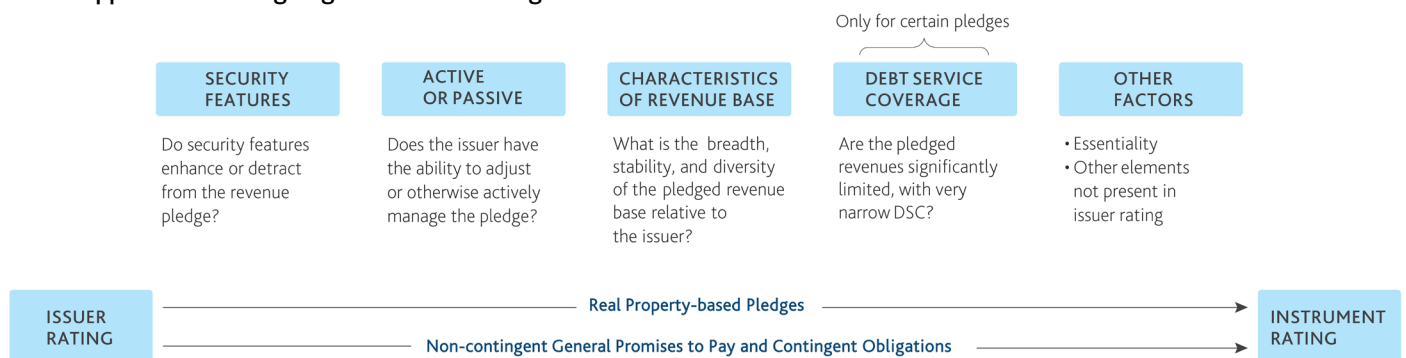 Only for certain pledges
SECURITY
FEATURES
Do security features
enhance or detract
from the revenue
pledge?
ACTIVE
OR PASSIVE
Does the issuer have
the ability to adjust
or otherwise actively
manage the pledge?
CHARACTERISTICS
OF REVENUE BASE
What is the breadth,
stability, and diversity
of the pledged revenue
base relative to
the issuer?
DEBT SERVICE
COVERAGE
Are the pledged
revenues significantly
limited, with very
narrow DSC?
OTHER
FACTORS
• Essentiality
• Other elements
not present in
issuer rating
ISSUER
RATING
Real Property-based Pledges
Non-contingent General Promises to Pay and Contingent Obligations
INSTRUMENT
RATING